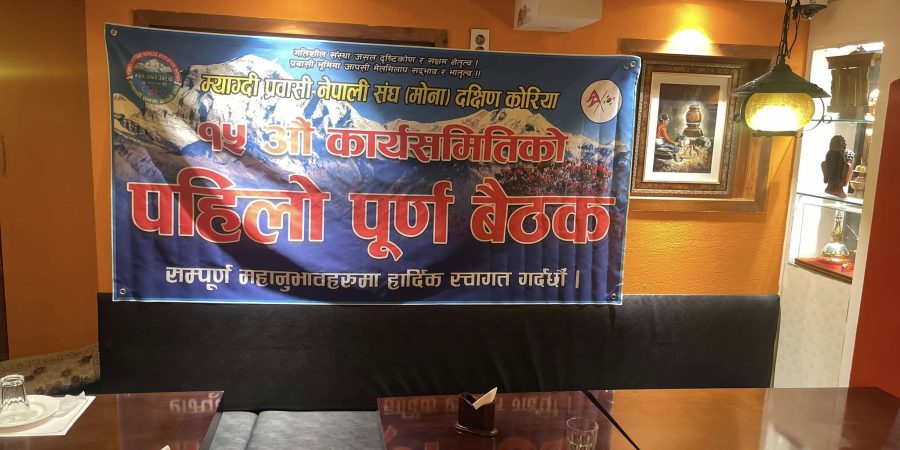 गतिशील संस्था असल दृष्टिकोण र सक्षम नेतृत्व !
प्रवासी भूमिमा आपसी मेलमिलाप सद्भाव र भातृत्व !!
म्याग्दी प्रवासी नेपाली संघ (मोना) दक्षिण कोरिया
१५ औं कार्यसमितिको
पहिलो पूर्ण बैठक
सम्पूर्ण महानुभावहरुमा हार्दिक स्वागत गर्दछौं ।